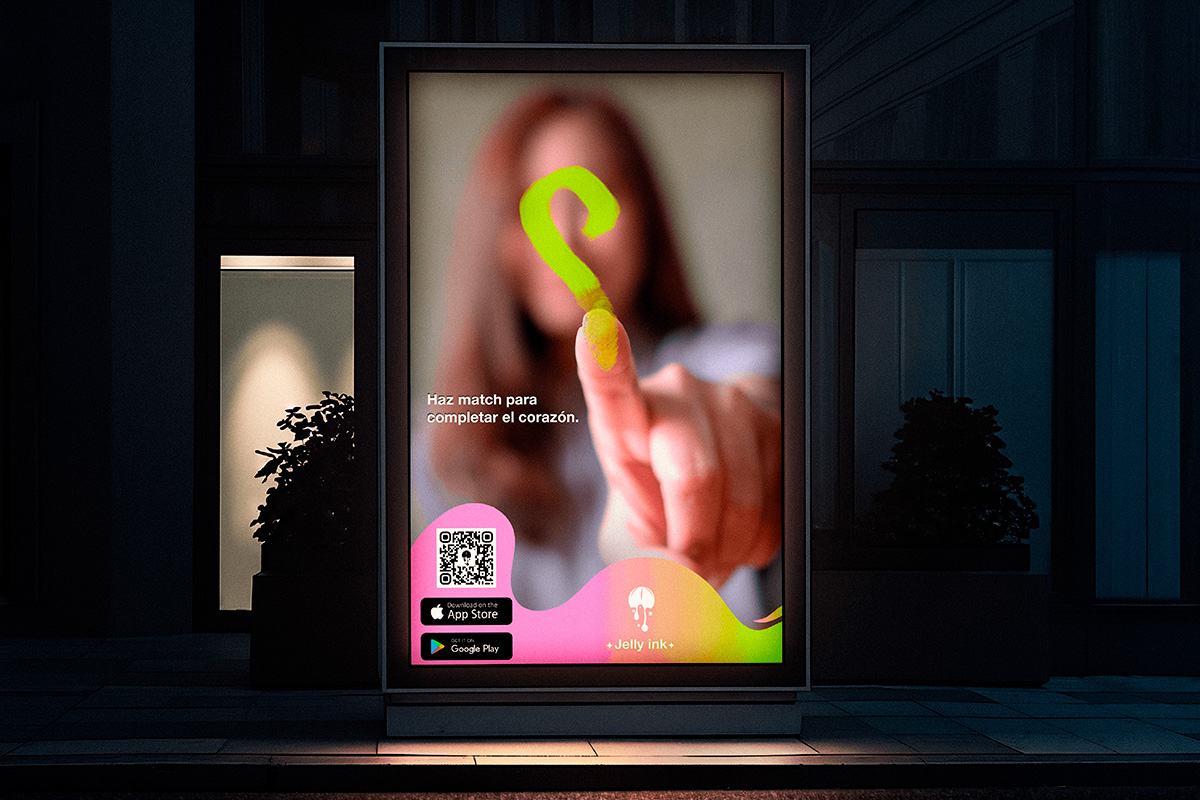 Haz match para
completar el corazón.
Download on the
App Store
GET IT ON
Google Play
Jelly ink